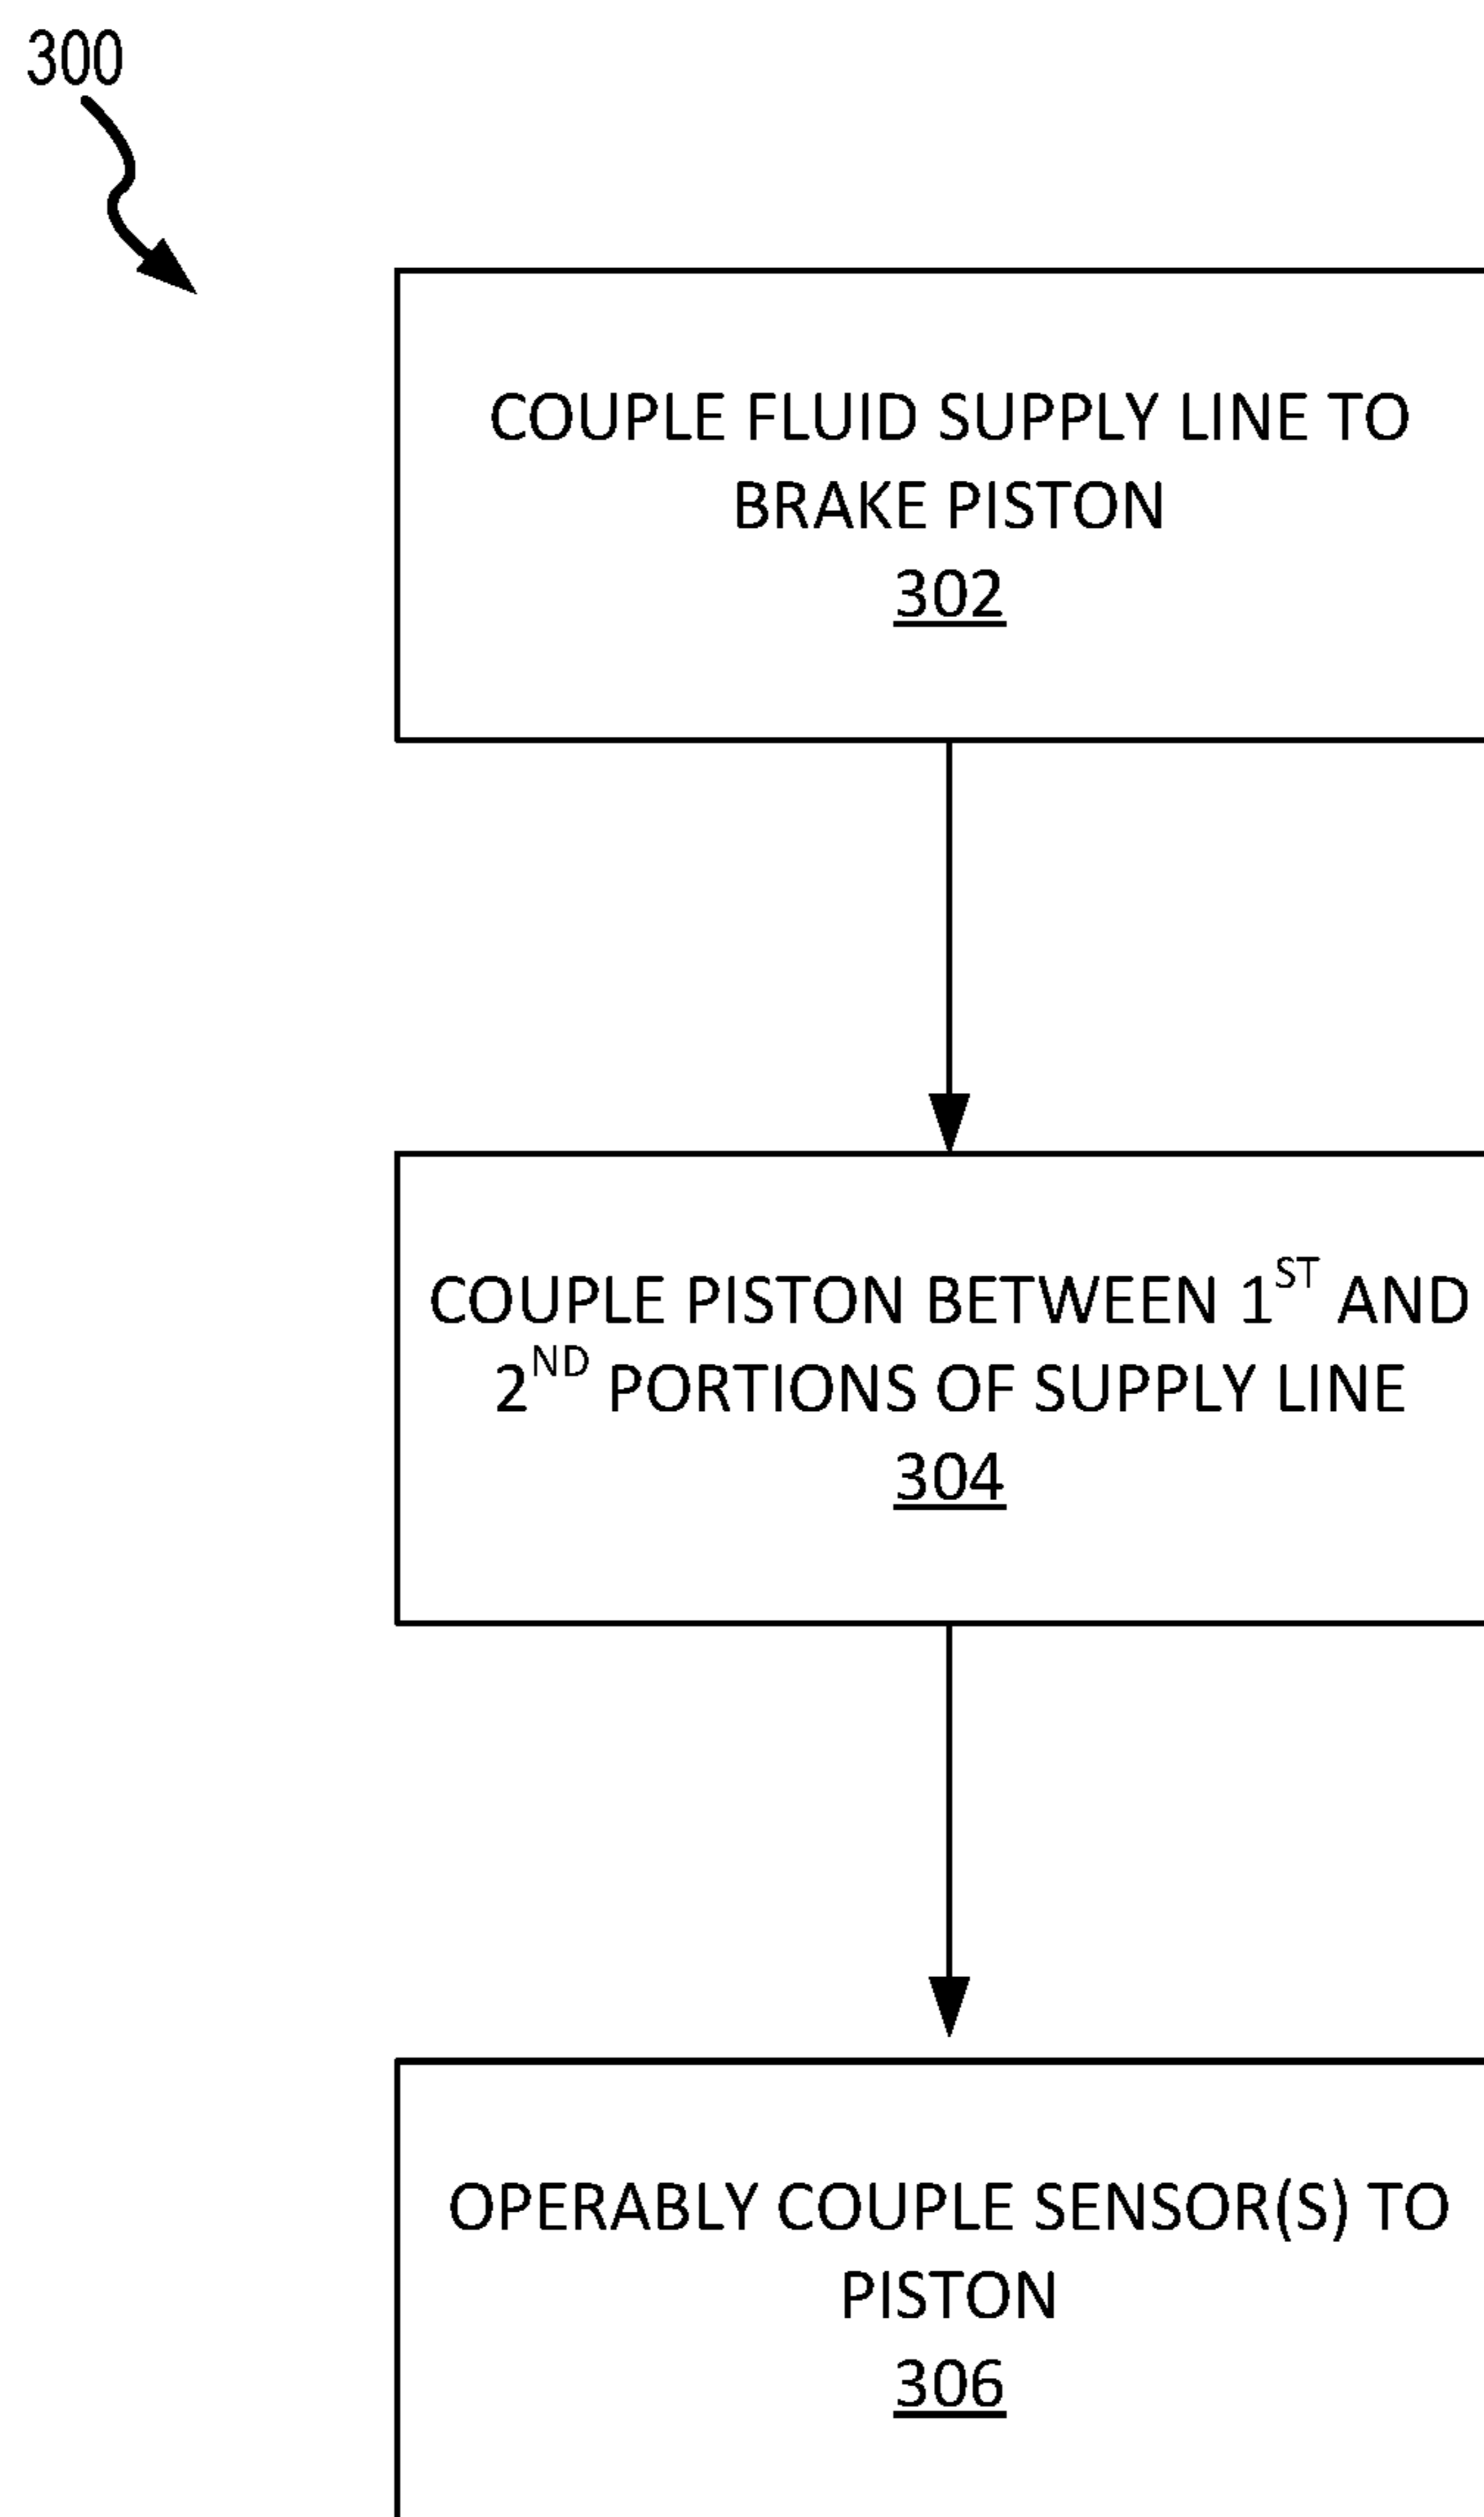 300
COUPLE FLUID SUPPLY LINE TO
BRAKE PISTON
302
COUPLE PISTON BETWEEN 1ST AND
2ND PORTIONS OF SUPPLY LINE
304
OPERABLY COUPLE SENSOR(S) TO
PISTON
306